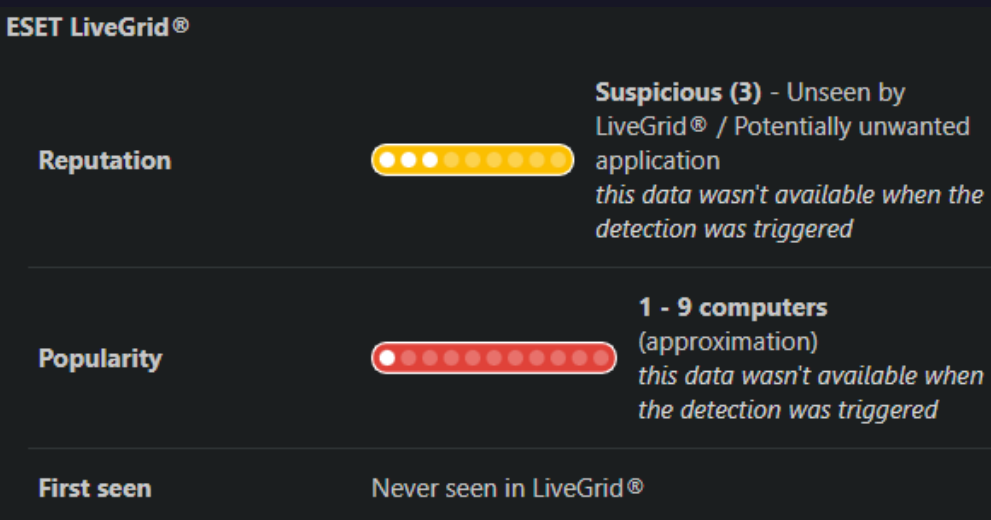 ESET LiveGrid®
Reputation
Suspicious (3) - Unseen by
LiveGrid® / Potentially unwanted
application
this data wasn't available when the
detection was triggered
Popularity
1 - 9 computers
(approximation)
this data wasn't available when
the detection was triggered
First seen
Never seen in LiveGrid®